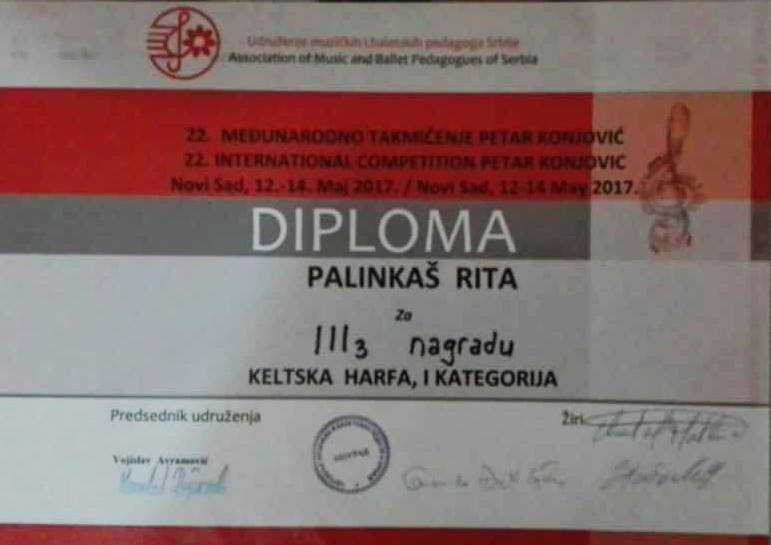 Udruženje muzičkih i baletskih pedagoga Srbije
Association of Music and Ballet Pedagogues of Serbia
22. MEĐUNARODNO TAKMIČENJE PETAR KONJOVIĆ
22. INTERNATIONAL COMPETITION PETAR KONJOVIC
Novi Sad, 12.-14. Maj 2017. / Novi Sad, 12-14 May 2017.
DIPLOMA
PALINKAŠ RITA
Za
III3 nagradu
KELTSKA HARFA, I KATEGORIJA
Predsednik udruženja
Žiri
Vojislav Avramović